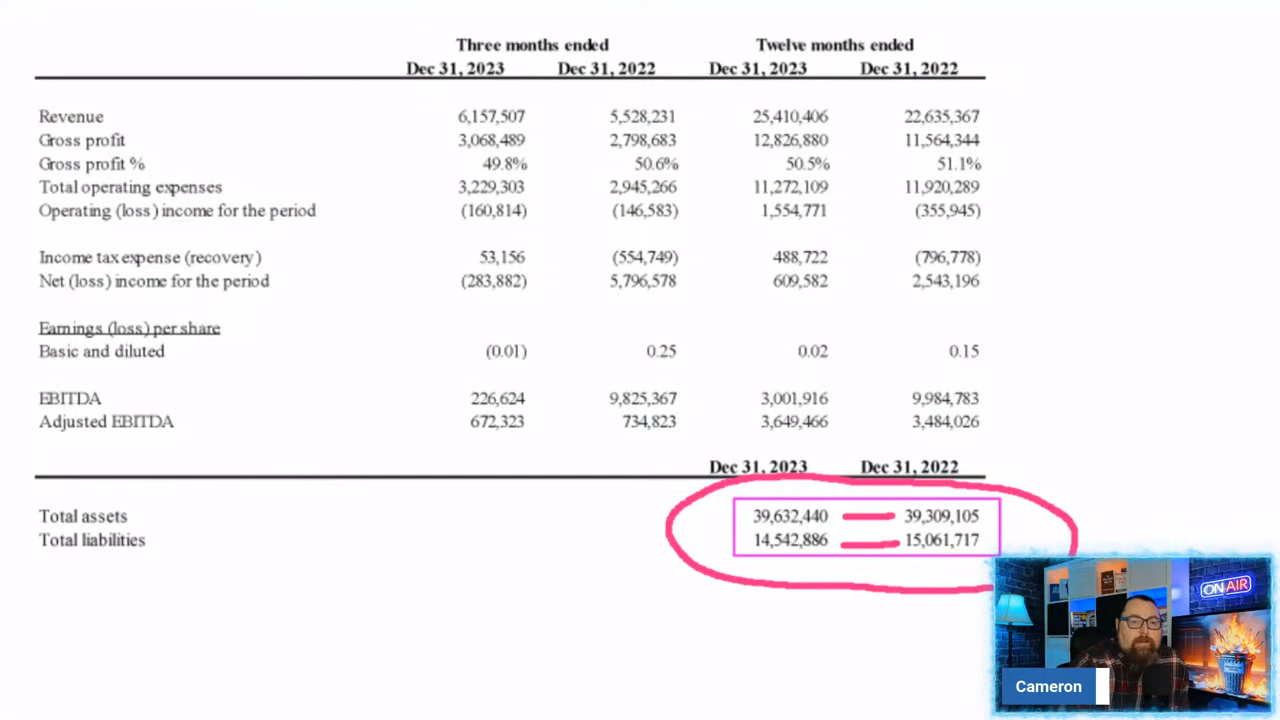 Three months ended Twelve months ended
Dec 31, 2023 Dec 31, 2022 Dec 31, 2023 Dec 31, 2022
Revenue 6,157,507 5,528,231 25,410,406 22,635,367
Gross profit 3,068,489 2,798,683 12,826,880 11,564,344
Gross profit % 49.8% 50.6% 50.5% 51.1%
Total operating expenses 3,229,303 2,945,266 11,272,109 11,920,289
Operating (loss) income for the period (160,814) (146,583) 1,554,771 (355,945)
Income tax expense (recovery) 53,156 (554,749) 488,722 (796,778)
Net (loss) income for the period (283,882) 5,796,578 609,582 2,543,196
Earnings (loss) per share
Basic and diluted (0.01) 0.25 0.02 0.15
EBITDA 226,624 9,825,367 3,001,916 9,984,783
Adjusted EBITDA 672,323 734,823 3,649,466 3,484,026
Dec 31, 2023 Dec 31, 2022
Total assets 39,632,440 39,309,105
Total liabilities 14,542,886 15,061,717
ON AIR
Cameron